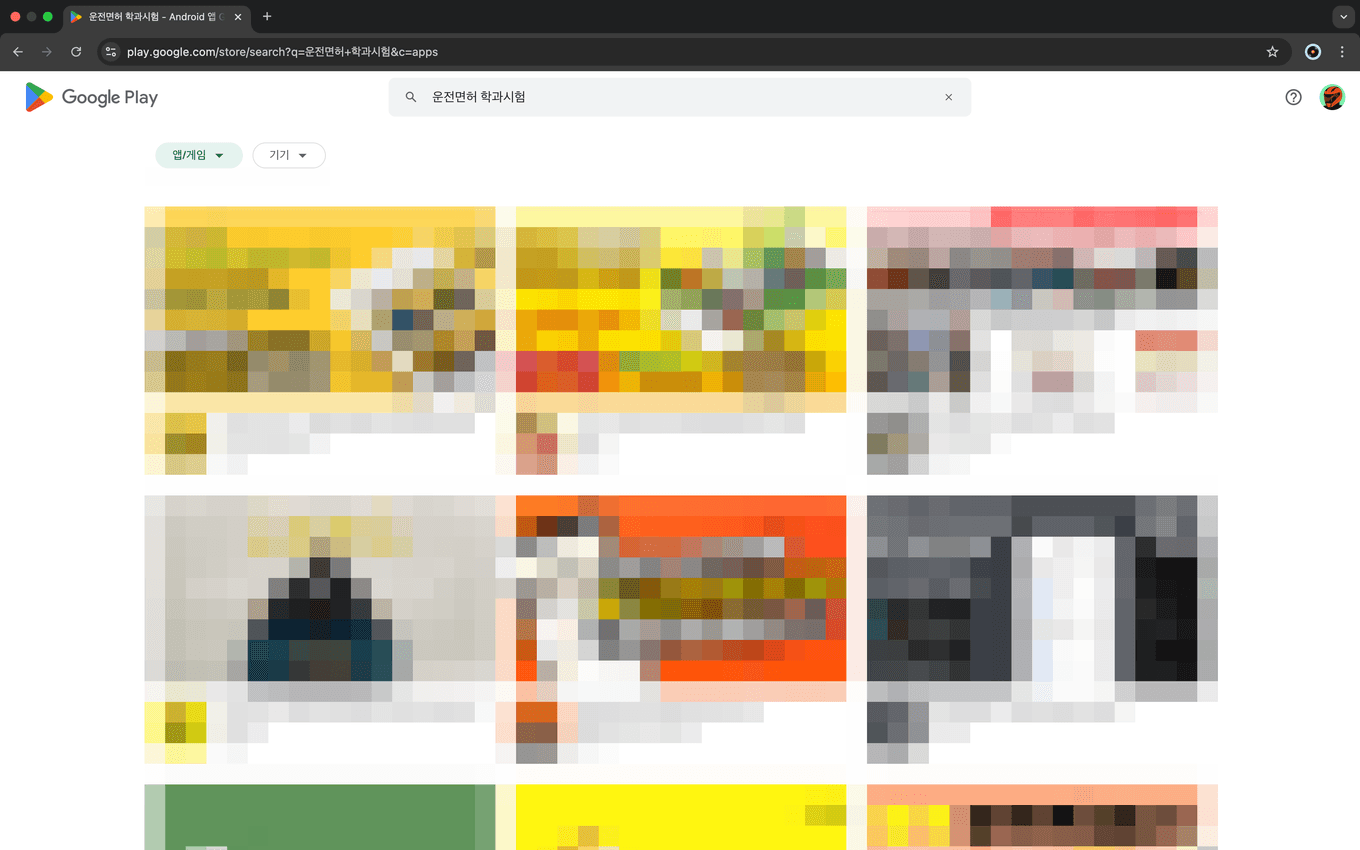 운전면허 학과시험 - Android 앱
play.google.com/store/search?q=운전면허+학과시험&c=apps
Google Play
운전면허 학과시험
앱/게임
기기